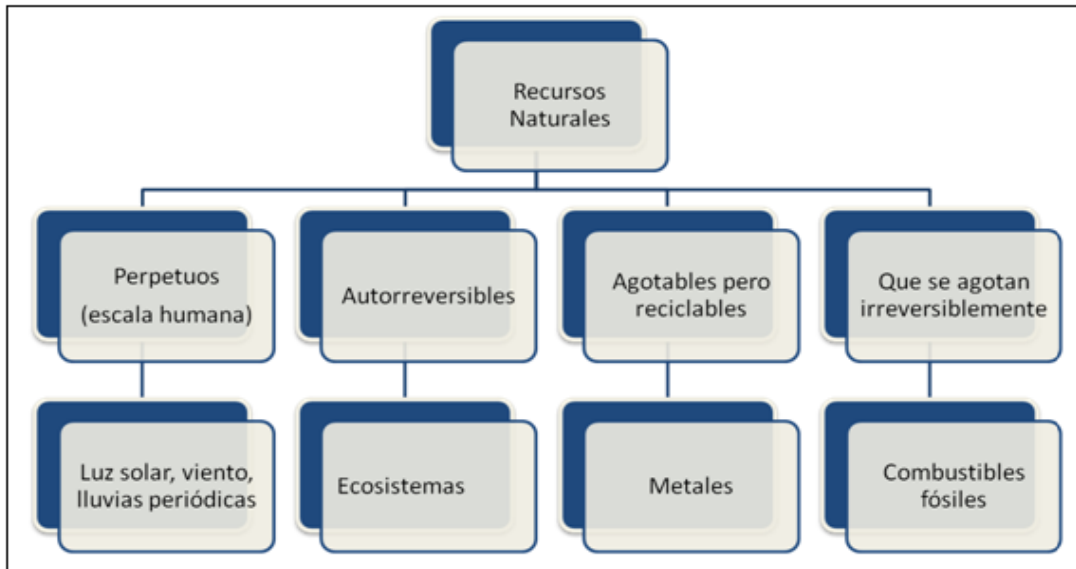 Recursos
Naturales
Perpetuos
(escala humana)
Autorreversibles
Agotables pero
reciclables
Que se agotan
irreversiblemente
Luz solar, viento,
lluvias periódicas
Ecosistemas
Metales
Combustibles
fósiles